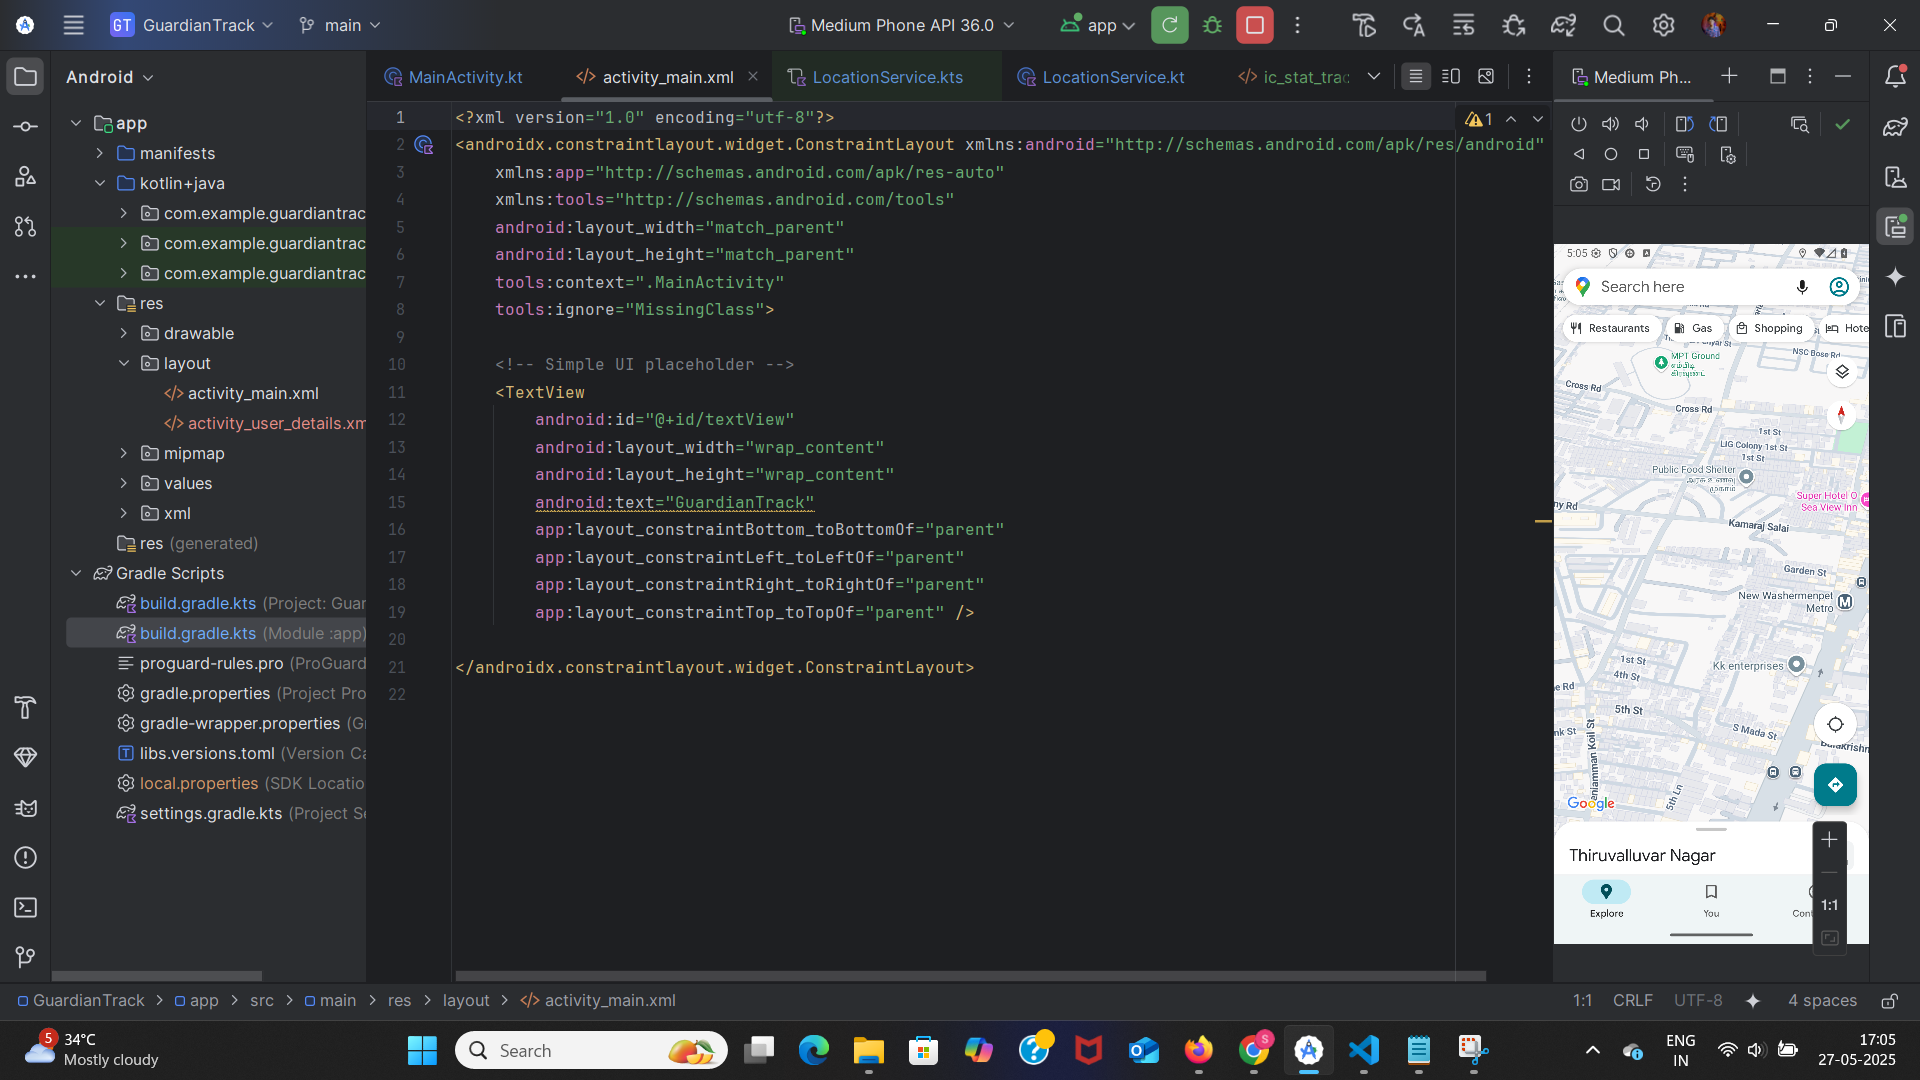 GT GuardianTrack main Medium Phone API 36.0 app
Android
MainActivity.kt activity_main.xml LocationService.kts LocationService.kt ic_stat_trac Medium Ph...
app
manifests
kotlin+java
com.example.guardiantrac
com.example.guardiantrac
com.example.guardiantrac
res
drawable
layout
activity_main.xml
activity_user_details.xm
mipmap
values
xml
res (generated)
Gradle Scripts
build.gradle.kts (Project: Guar
build.gradle.kts (Module :app)
proguard-rules.pro (ProGuard
gradle.properties (Project Pro
gradle-wrapper.properties (Gr
libs.versions.toml (Version Ca
local.properties (SDK Locatio
settings.gradle.kts (Project Se
1 <?xml version="1.0" encoding="utf-8"?>
2 <androidx.constraintlayout.widget.ConstraintLayout xmlns:android="http://schemas.android.com/apk/res/android"
3 xmlns:app="http://schemas.android.com/apk/res-auto"
4 xmlns:tools="http://schemas.android.com/tools"
5 android:layout_width="match_parent"
6 android:layout_height="match_parent"
7 tools:context=".MainActivity"
8 tools:ignore="MissingClass">
9
10 <!-- Simple UI placeholder -->
11 <TextView
12 android:id="@+id/textView"
13 android:layout_width="wrap_content"
14 android:layout_height="wrap_content"
15 android:text="GuardianTrack"
16 app:layout_constraintBottom_toBottomOf="parent"
17 app:layout_constraintLeft_toLeftOf="parent"
18 app:layout_constraintRight_toRightOf="parent"
19 app:layout_constraintTop_toTopOf="parent" />
20
21 </androidx.constraintlayout.widget.ConstraintLayout>
22
1
5:05
Search here
Restaurants Gas Shopping Hote
NSC Bose Rd
MPT Ground
Cross Rd
Cross Rd
1st St
LIG Colony 1st St
1st St
Public Food Shelter
Super Hotel O
Sea View Inn
ny Rd
Kamaraj Salai
Garden St
New Washermenpet
Metro
1st St
4th St
Kk enterprises
e Rd
5th St
S Mada St
nk St
Balakrishn
5th Ln
Google
Thiruvalluvar Nagar
Explore You Cont
1:1
GuardianTrack > app > src > main > res > layout > activity_main.xml
1:1 CRLF UTF-8 4 spaces
5
34°C
Mostly cloudy
Search
S
ENG
IN
17:05
27-05-2025